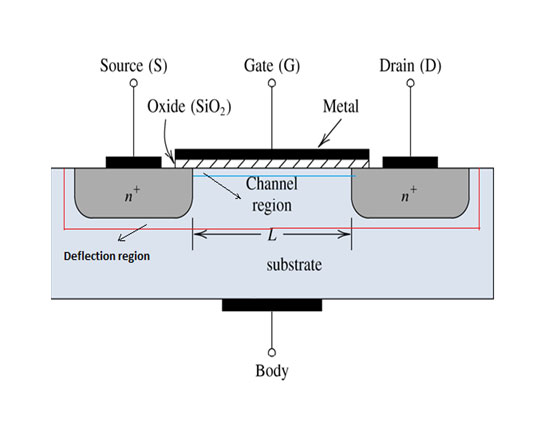 Source (S)
Gate (G)
Drain (D)
Oxide (SiO₂)
Metal
n⁺
Channel
region
n⁺
L
Deflection region
substrate
Body